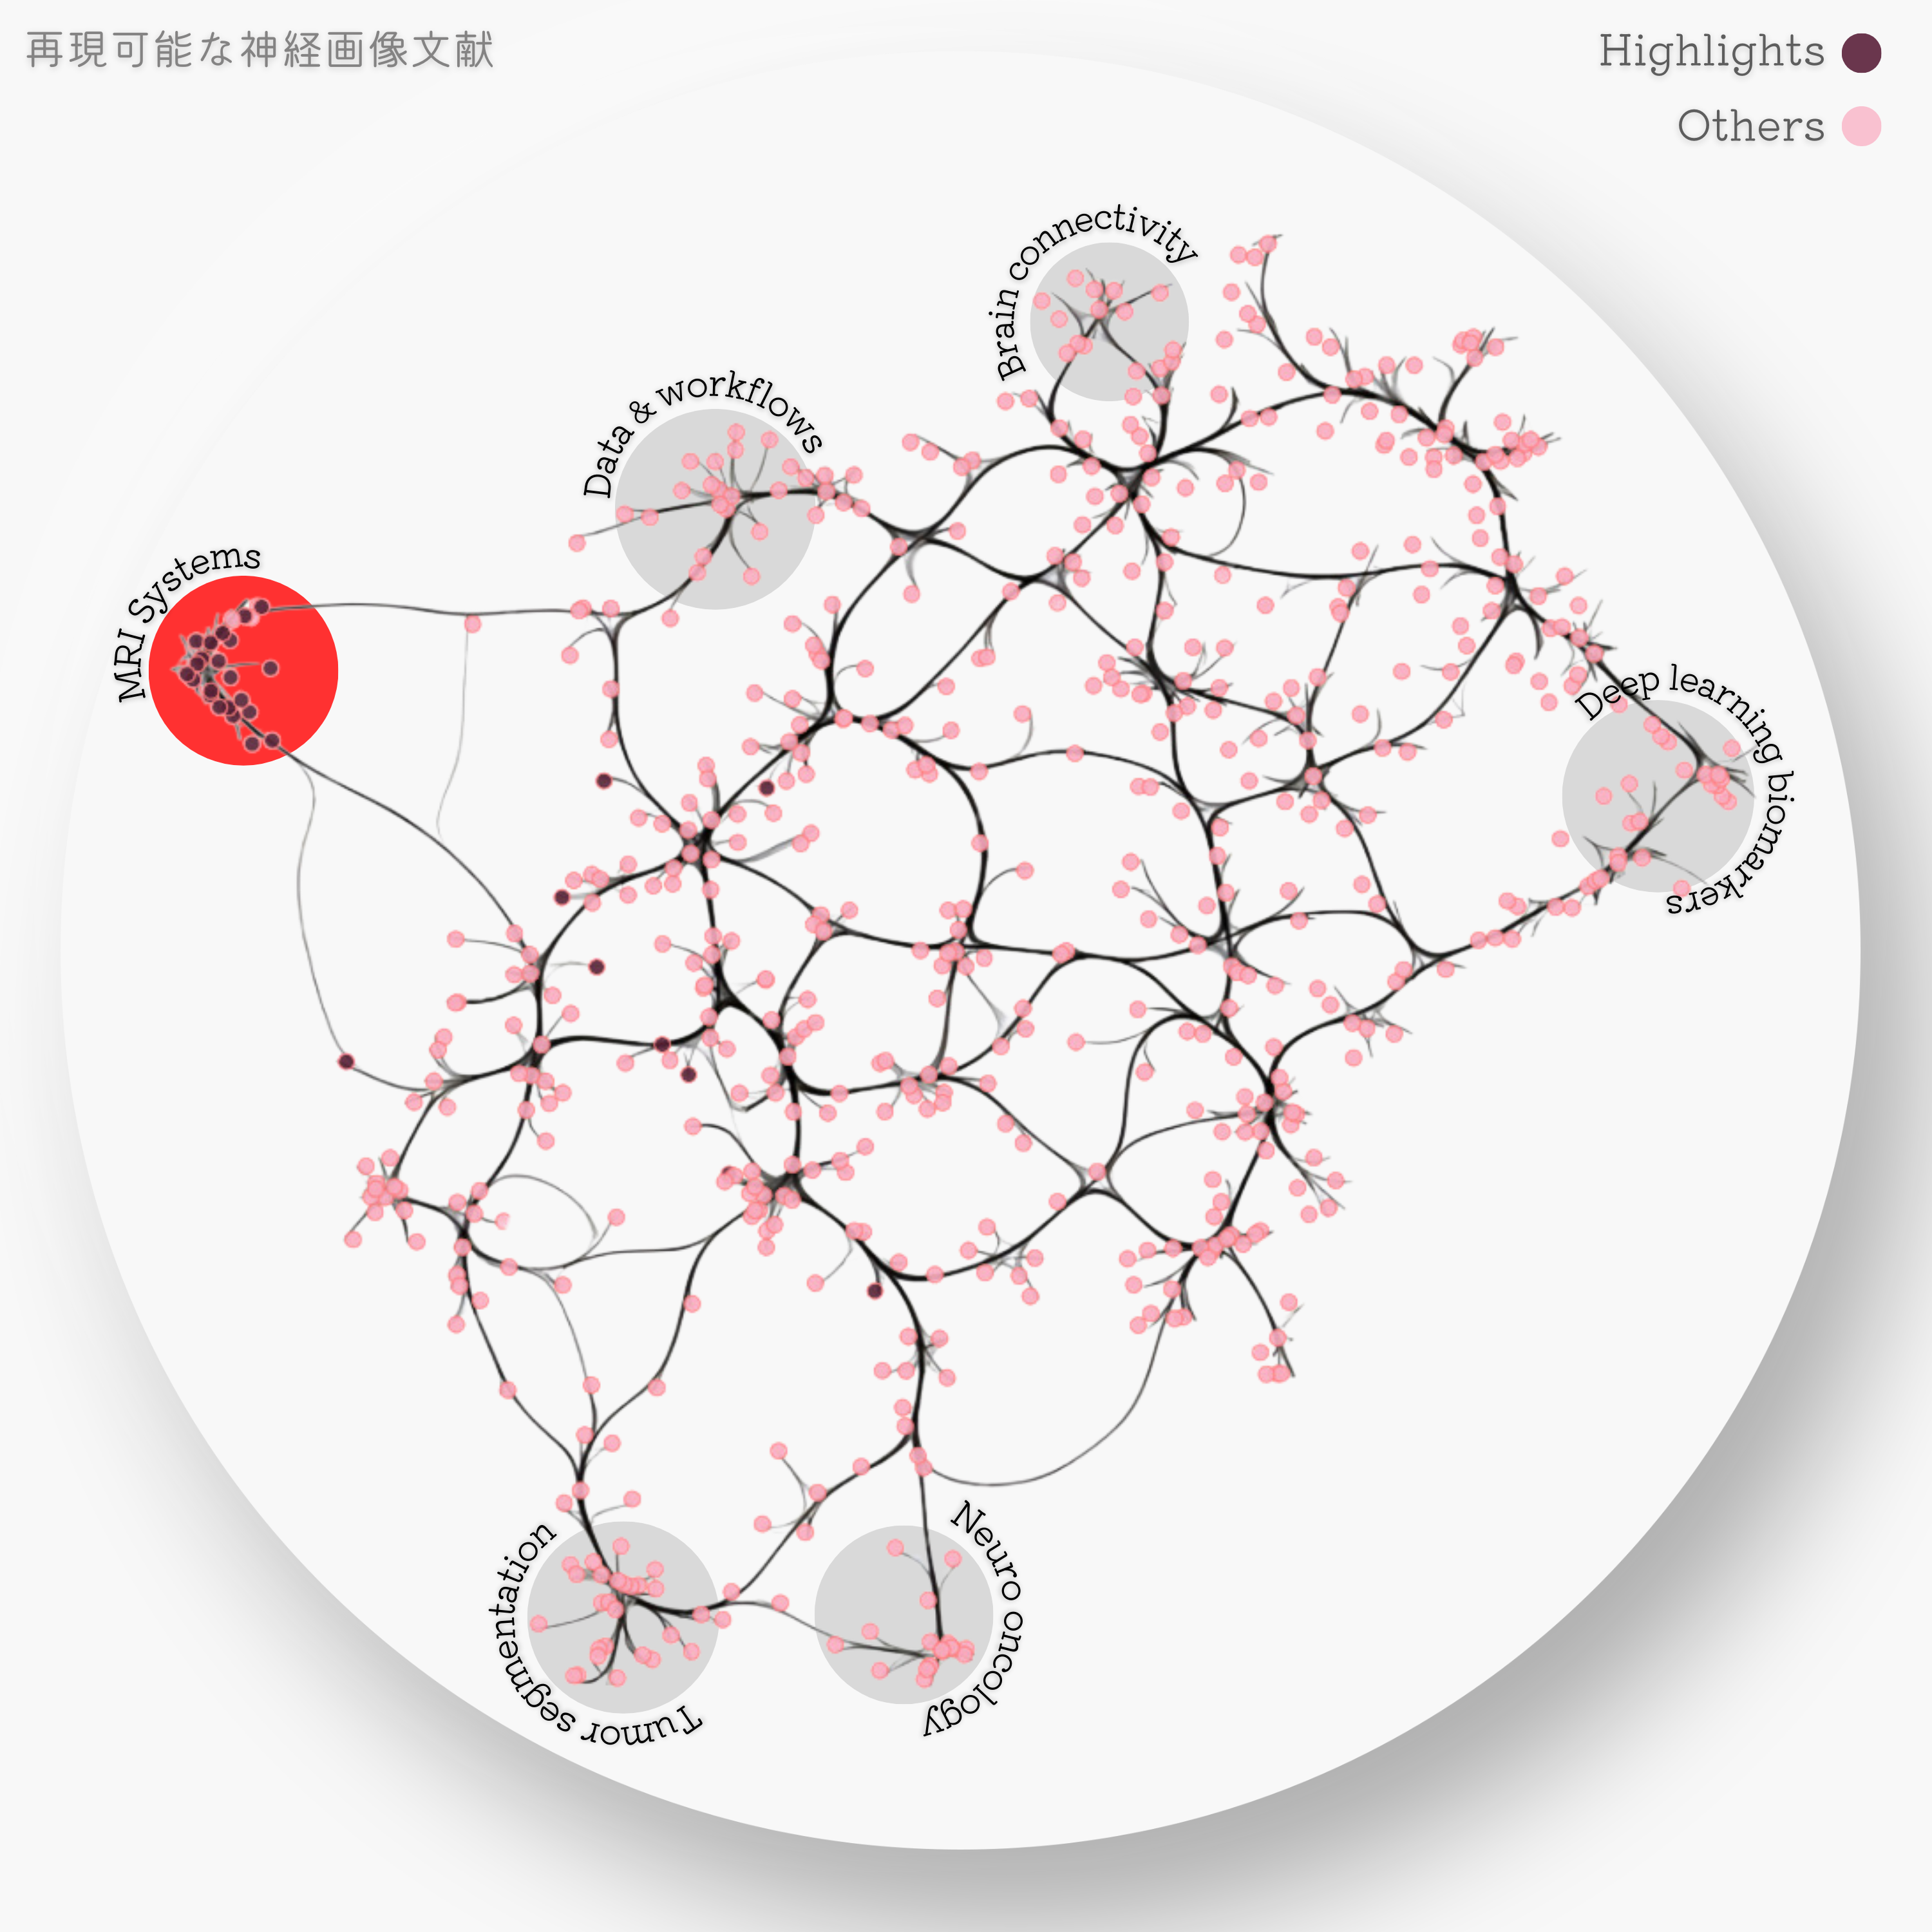 再現可能な神経画像文献
Highlights
Others
Brain connectivity
Data & workflows
MRI Systems
Deep learning biomarkers
Tumor segmentation
Neuro oncology